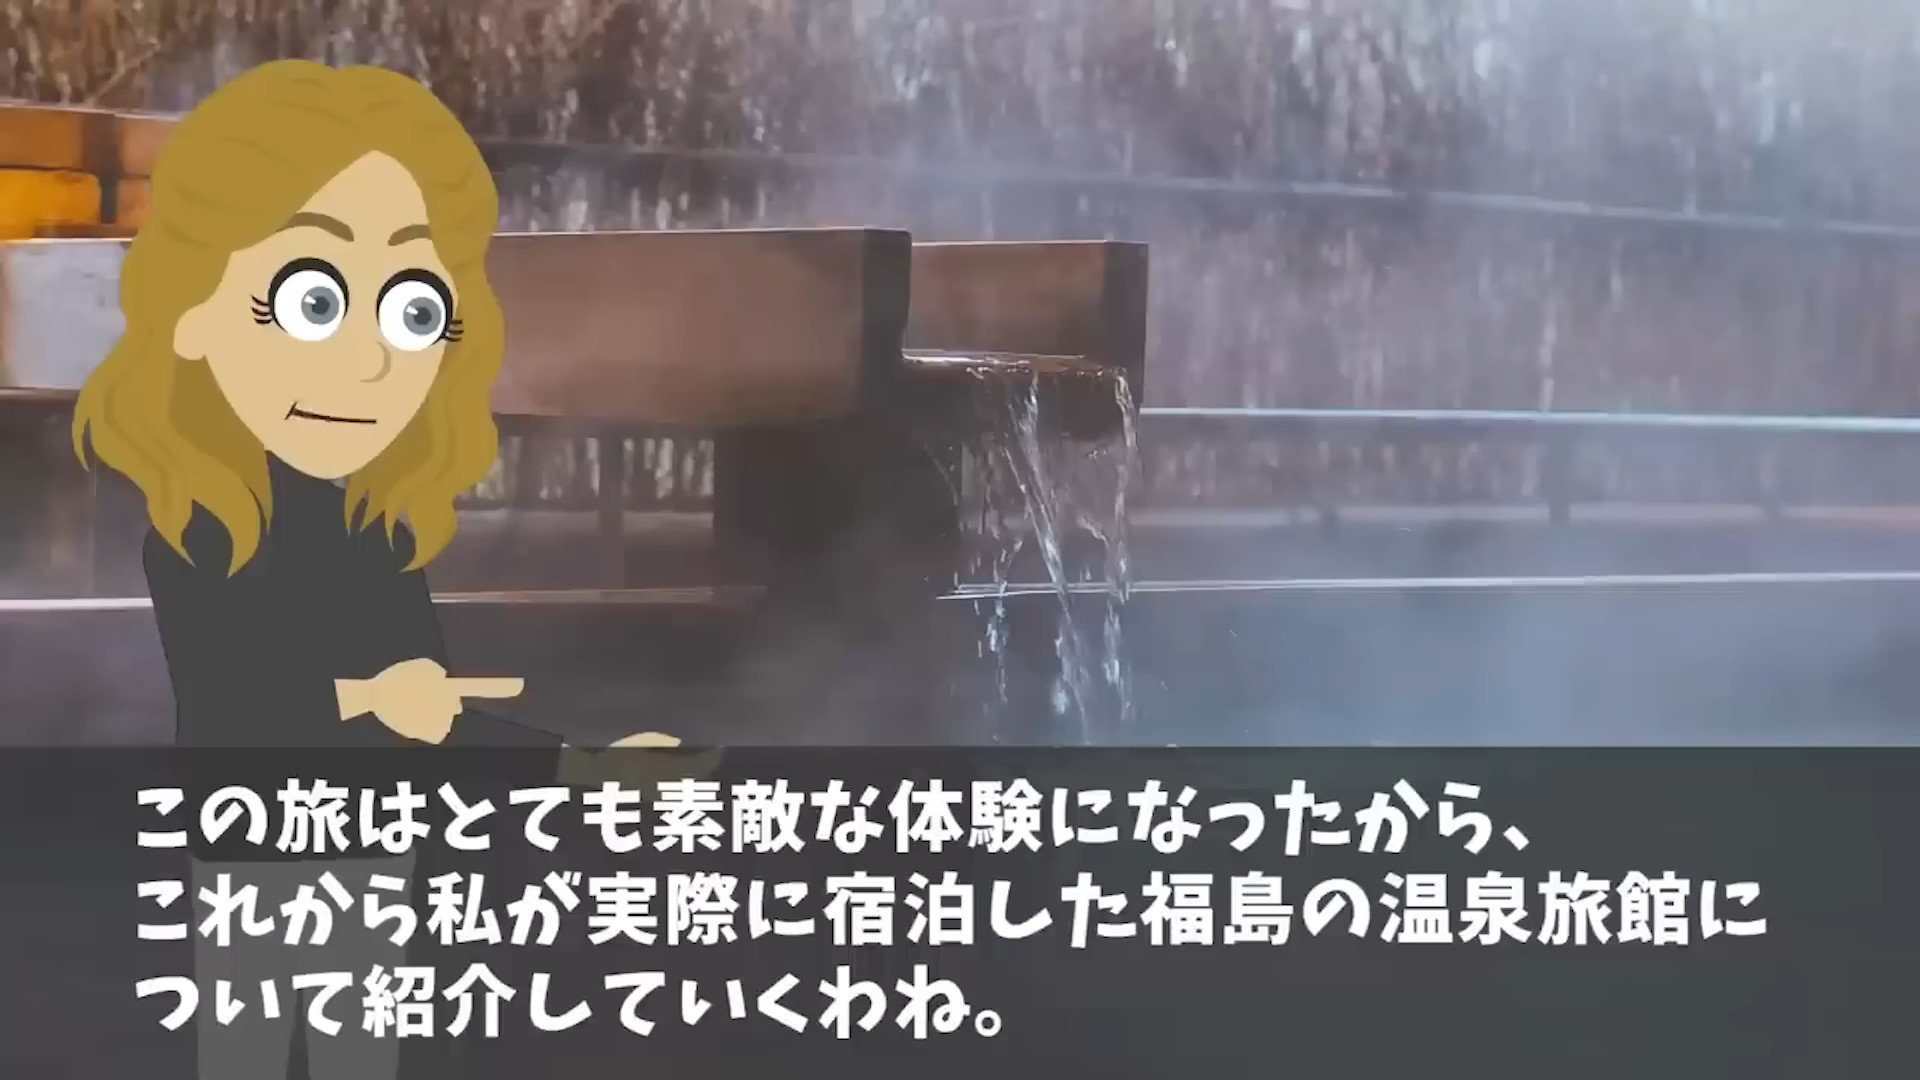 この旅はとても素敵な体験になったから、
これから私が実際に宿泊した福島の温泉旅館に
ついて紹介していくわね。